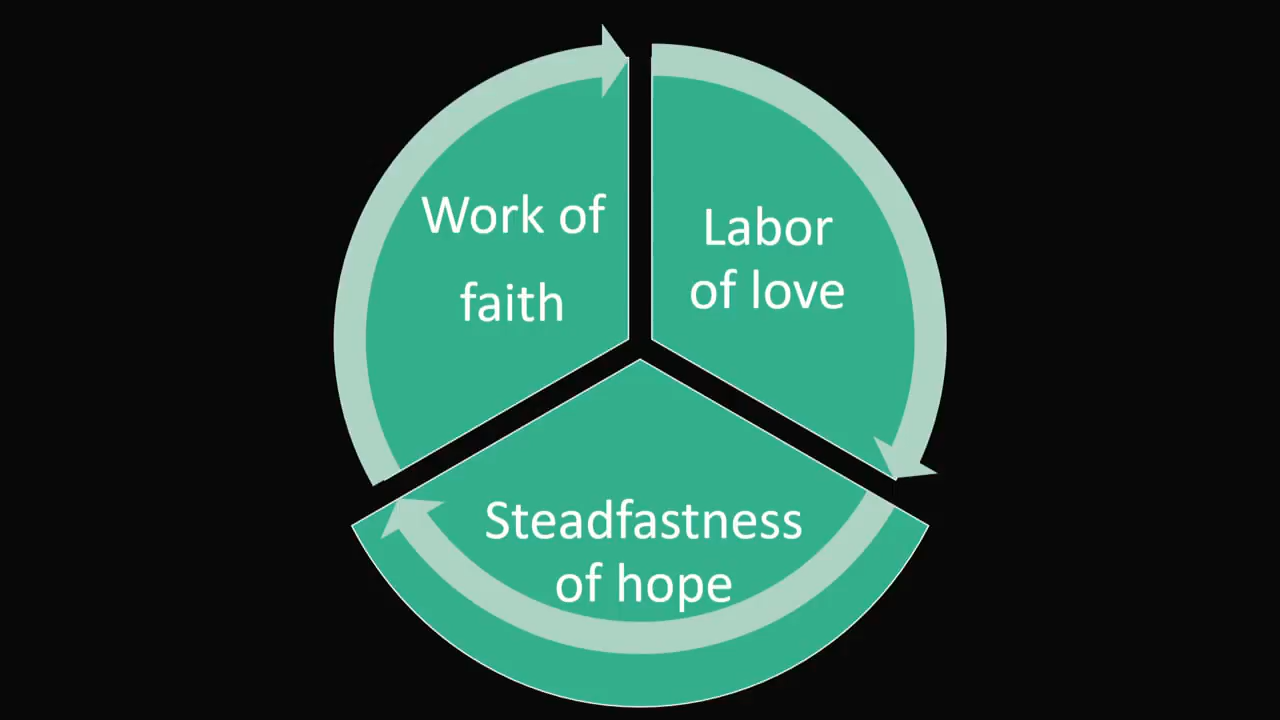 Work of
faith
Labor
of love
Steadfastness
of hope